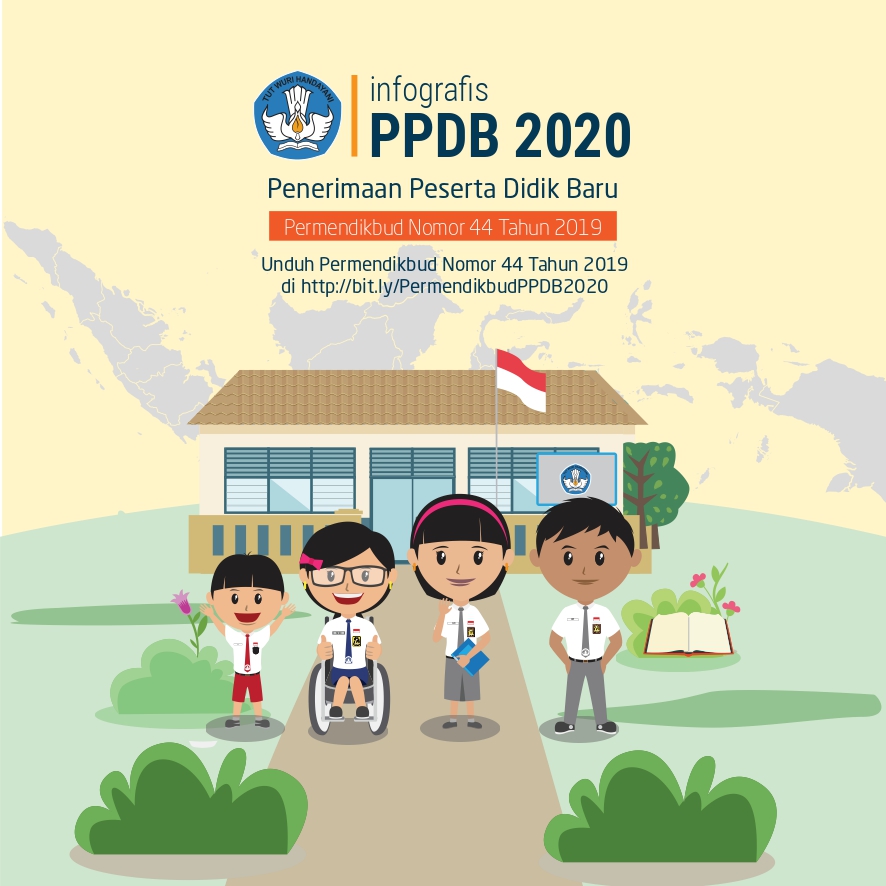 TUT WURI HANDAYANI
infografis
PPDB 2020
Penerimaan Peserta Didik Baru
Permendikbud Nomor 44 Tahun 2019
Unduh Permendikbud Nomor 44 Tahun 2019
di http://bit.ly/PermendikbudPPDB2020